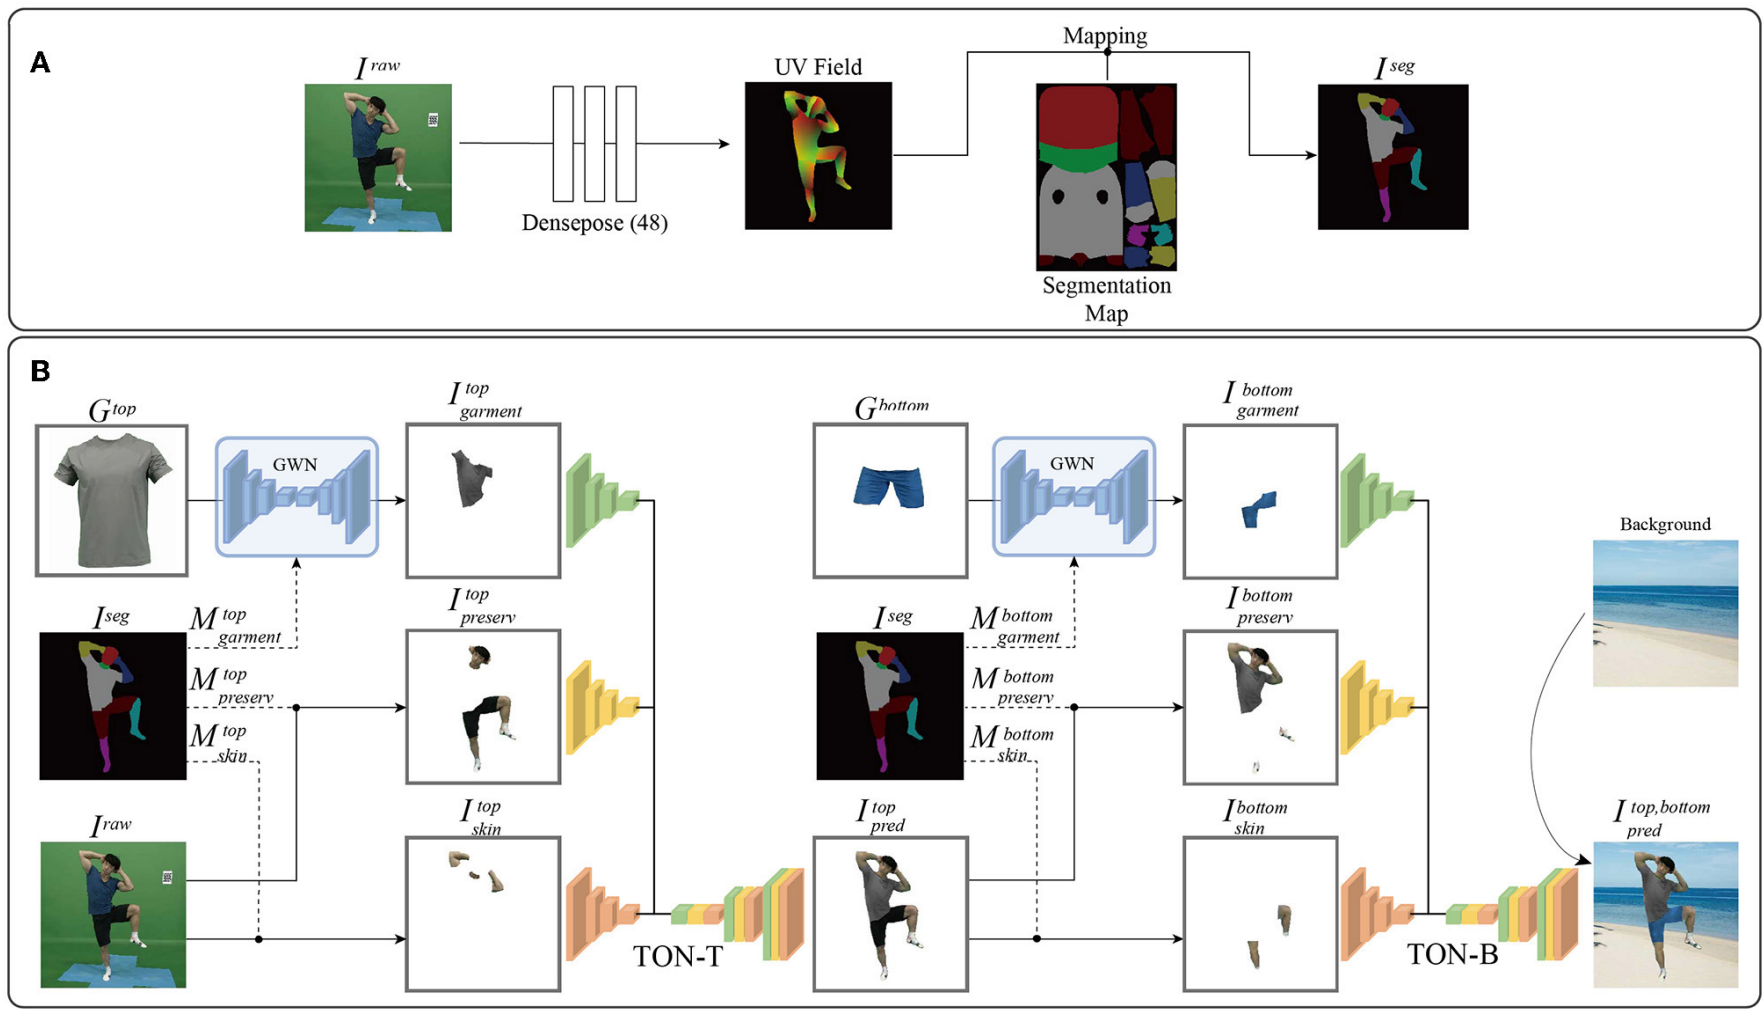 A
I raw
Densepose (48)
UV Field
Mapping
Segmentation
Map
I seg
B
G top
GWN
I top garment
I seg
M top garment
M top preserv
M top skin
I top preserv
I raw
I top skin
TON-T
G bottom
GWN
I bottom garment
I seg
M bottom garment
M bottom preserv
M bottom skin
I bottom preserv
I top pred
I bottom skin
TON-B
Background
I top,bottom pred